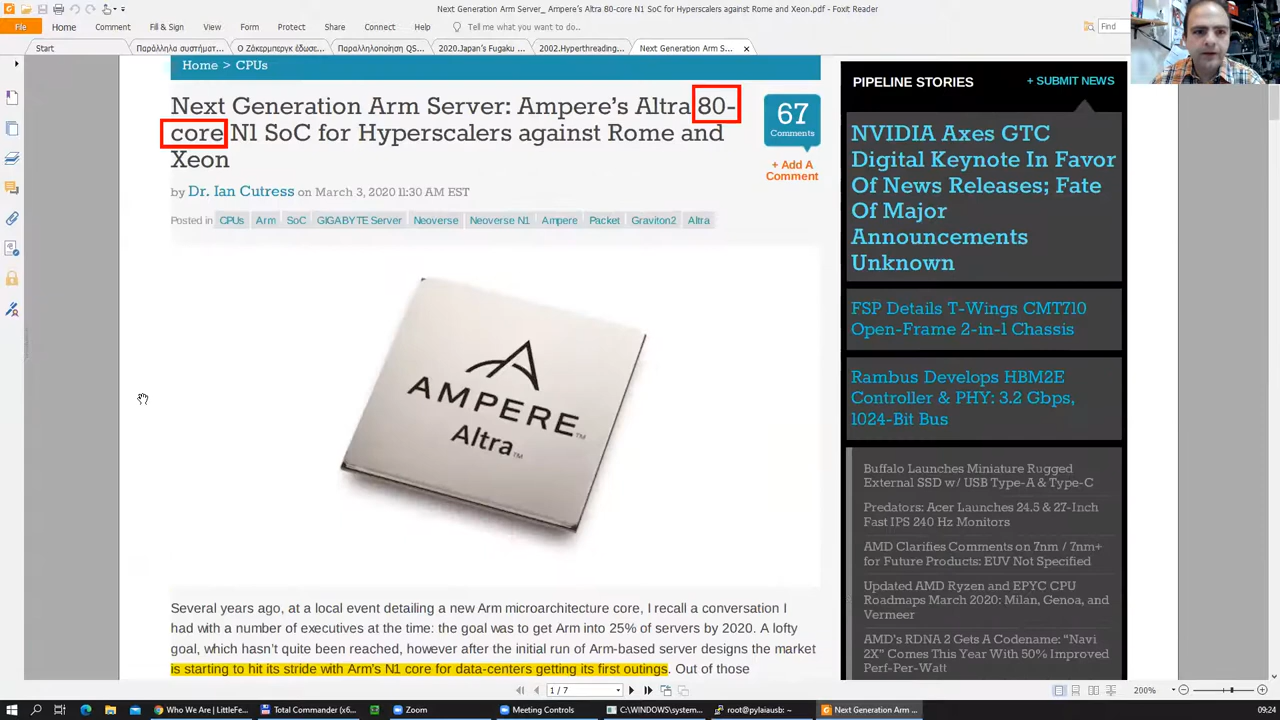 Next Generation Arm Server_ Ampere's Altra 80-core N1 SoC for Hyperscalers against Rome and Xeon.pdf - Foxit Reader
File Home Comment Fill & Sign View Form Protect Share Connect Help Tell me what you want to do... Find
Start Παράλληλα συστήματ... Ο Ζάκερμπεργκ έδωσε... Παραλληλοποίηση QS... 2020.Japan's Fugaku ... 2002.Hyperthreading... Next Generation Arm S...
Home > CPUs
Next Generation Arm Server: Ampere's Altra 80-
core N1 SoC for Hyperscalers against Rome and
Xeon
67
Comments
+ Add A
Comment
by Dr. Ian Cutress on March 3, 2020 11:30 AM EST
Posted in CPUs Arm SoC GIGABYTE Server Neoverse Neoverse N1 Ampere Packet Graviton2 Altra
AMPERE™
Altra™
Several years ago, at a local event detailing a new Arm microarchitecture core, I recall a conversation I
had with a number of executives at the time: the goal was to get Arm into 25% of servers by 2020. A lofty
goal, which hasn't quite been reached, however after the initial run of Arm-based server designs the market
is starting to hit its stride with Arm's N1 core for data-centers getting its first outings. Out of those
PIPELINE STORIES + SUBMIT NEWS
NVIDIA Axes GTC
Digital Keynote In Favor
Of News Releases; Fate
Of Major
Announcements
Unknown
FSP Details T-Wings CMT710
Open-Frame 2-in-1 Chassis
Rambus Develops HBM2E
Controller & PHY: 3.2 Gbps,
1024-Bit Bus
Buffalo Launches Miniature Rugged
External SSD w/ USB Type-A & Type-C
Predators: Acer Launches 24.5 & 27-Inch
Fast IPS 240 Hz Monitors
AMD Clarifies Comments on 7nm / 7nm+
for Future Products: EUV Not Specified
Updated AMD Ryzen and EPYC CPU
Roadmaps March 2020: Milan, Genoa, and
Vermeer
AMD's RDNA 2 Gets A Codename: "Navi
2X" Comes This Year With 50% Improved
Perf-Per-Watt
1 / 7 200%
Who We Are | LittleFe... Total Commander (x6... Zoom Meeting Controls C:\WINDOWS\system... root@pylaiausb: ~ Next Generation Arm ... 09:24